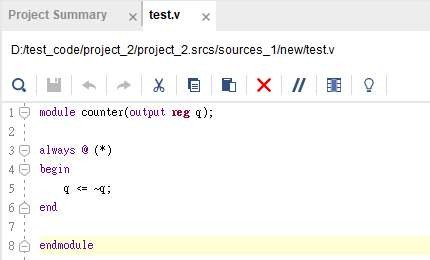 Project Summary × test.v ×
D:/test_code/project_2/project_2.srcs/sources_1/new/test.v
1 module counter(output reg q);
2
3 always @ (*)
4 begin
5 q <= ~q;
6 end
7
8 endmodule